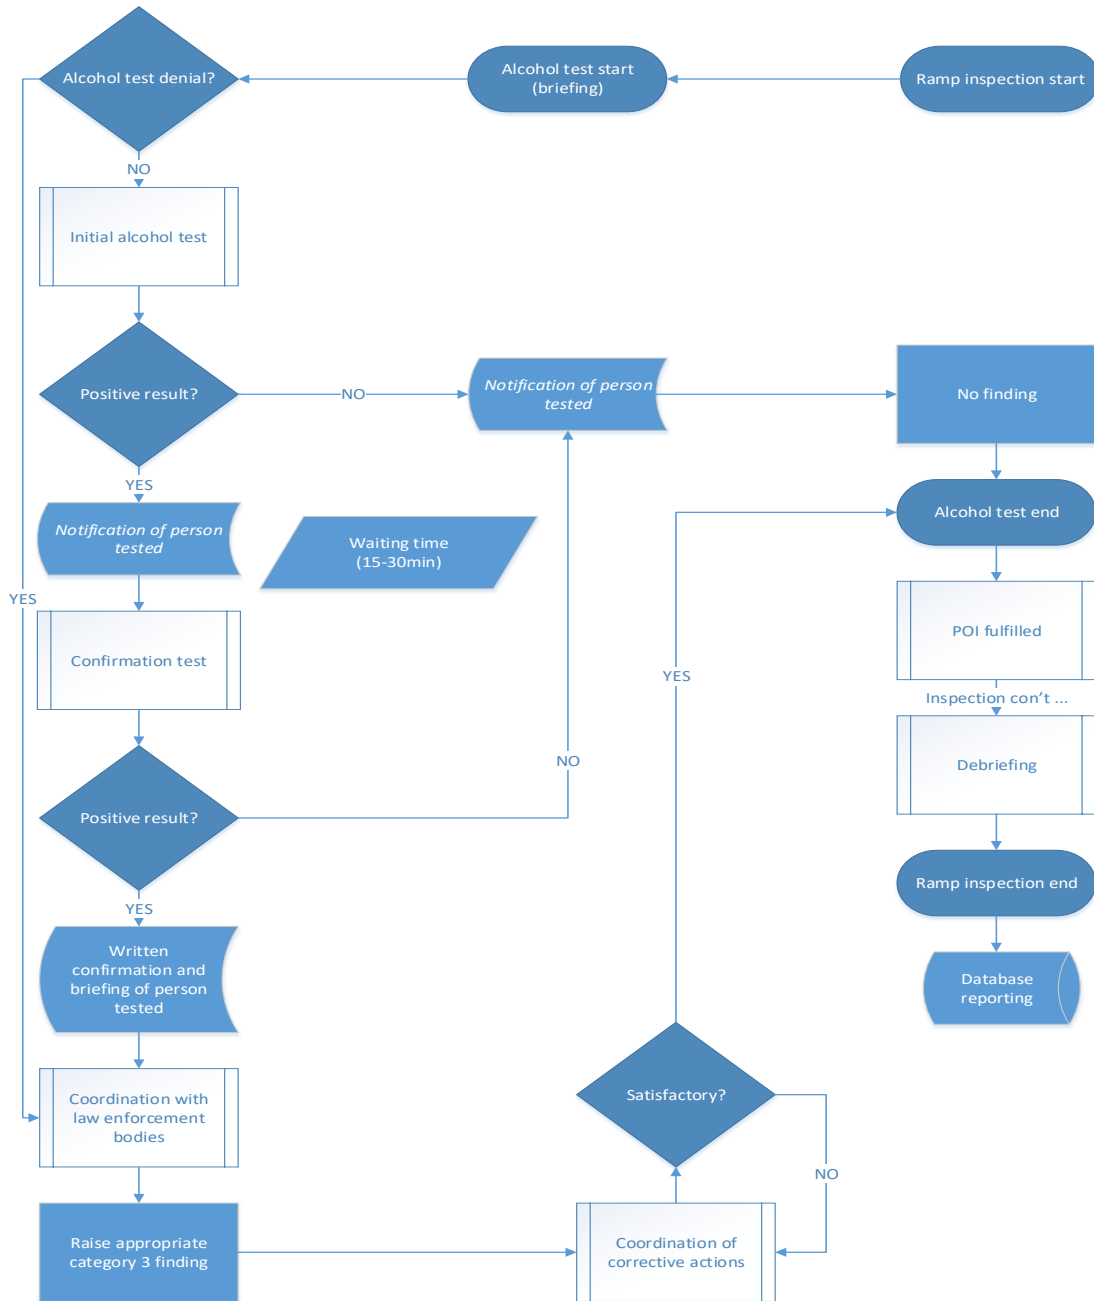 Alcohol test denial?
Alcohol test start
(briefing)
Ramp inspection start
NO
Initial alcohol test
Positive result?
NO
Notification of person
tested
No finding
YES
Notification of person
tested
Waiting time
(15-30min)
Alcohol test end
YES
Confirmation test
POI fulfilled
YES
Inspection con't ...
Debriefing
NO
Positive result?
Ramp inspection end
YES
Written
confirmation and
briefing of person
tested
Database
reporting
Coordination with
law enforcement
bodies
Satisfactory?
NO
Raise appropriate
category 3 finding
Coordination of
corrective actions